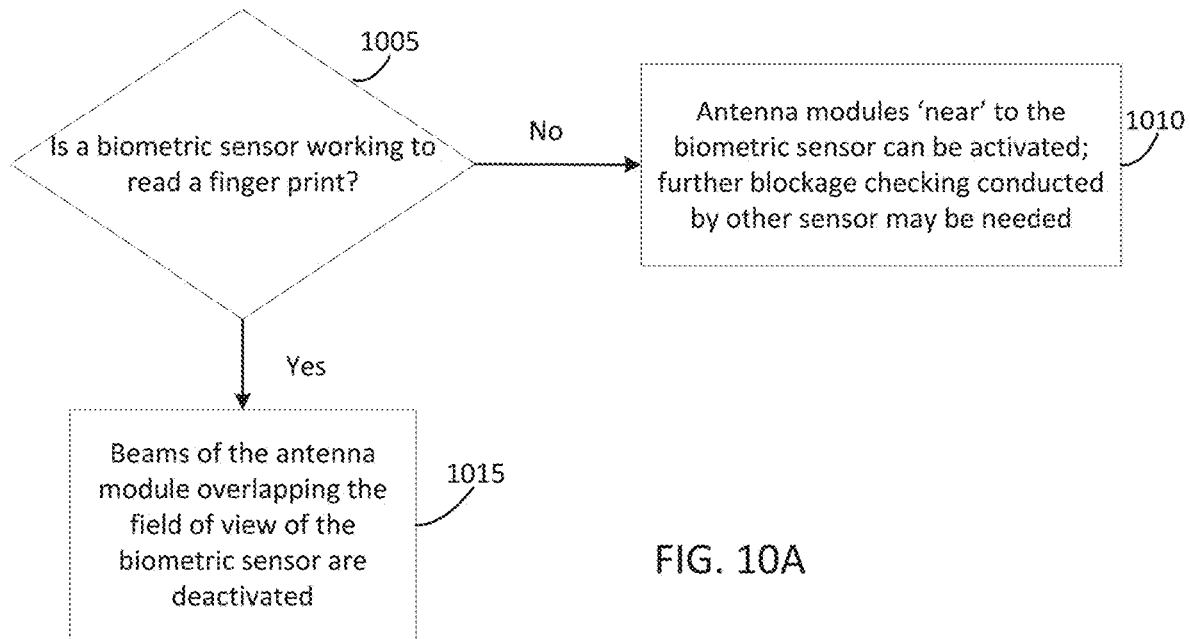 1005
Is a biometric sensor working to
read a finger print?
No
Antenna modules ‘near’ to the
biometric sensor can be activated;
further blockage checking conducted
by other sensor may be needed
1010
Yes
Beams of the antenna
module overlapping the
field of view of the
biometric sensor are
deactivated
1015
FIG. 10A